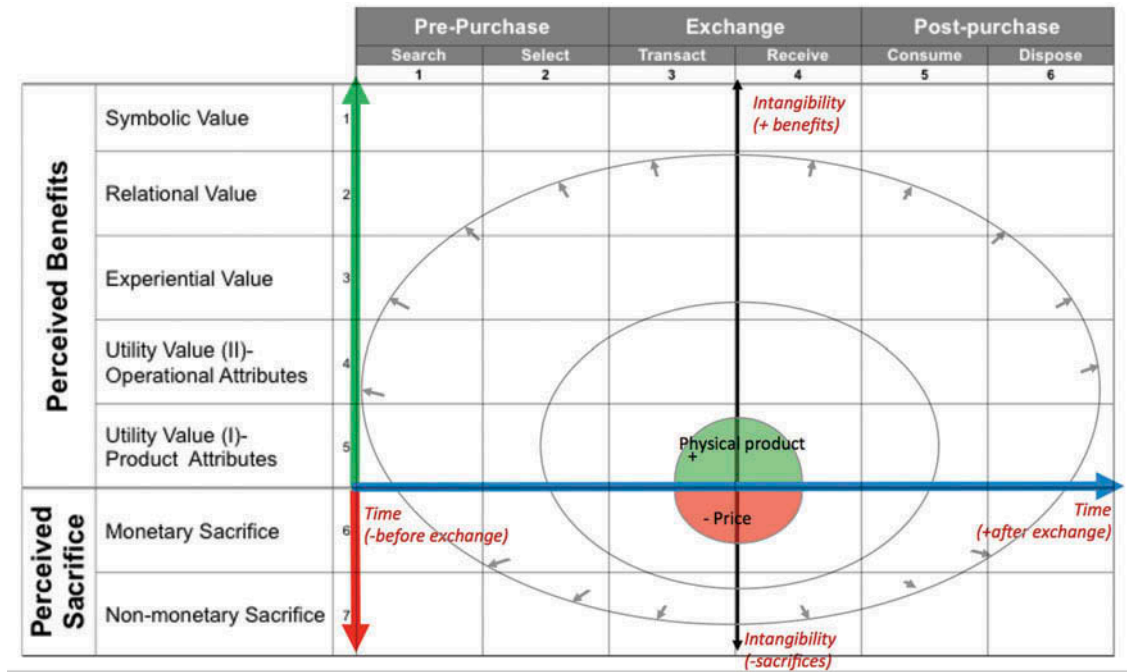 Pre-Purchase Exchange Post-purchase
Search Select Transact Receive Consume Dispose
1 2 3 4 5 6
Perceived Benefits
Symbolic Value 1
Intangibility
(+ benefits)
Relational Value 2
Experiential Value 3
Utility Value (II)-
Operational Attributes 4
Utility Value (I)-
Product Attributes 5
Physical product
+
Perceived
Sacrifice
Monetary Sacrifice 6
Time
(-before exchange)
- Price
Time
(+after exchange)
Non-monetary Sacrifice 7
Intangibility
(-sacrifices)